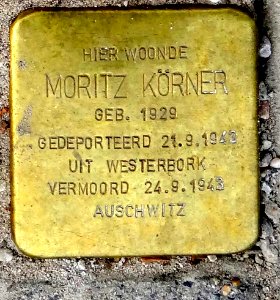 HIER WOONDE
MORITZ KÖRNER
GEB. 1929
GEDEPORTEERD 21.9.1943
UIT WESTERBORK
VERMOORD 24.9.1943
AUSCHWITZ